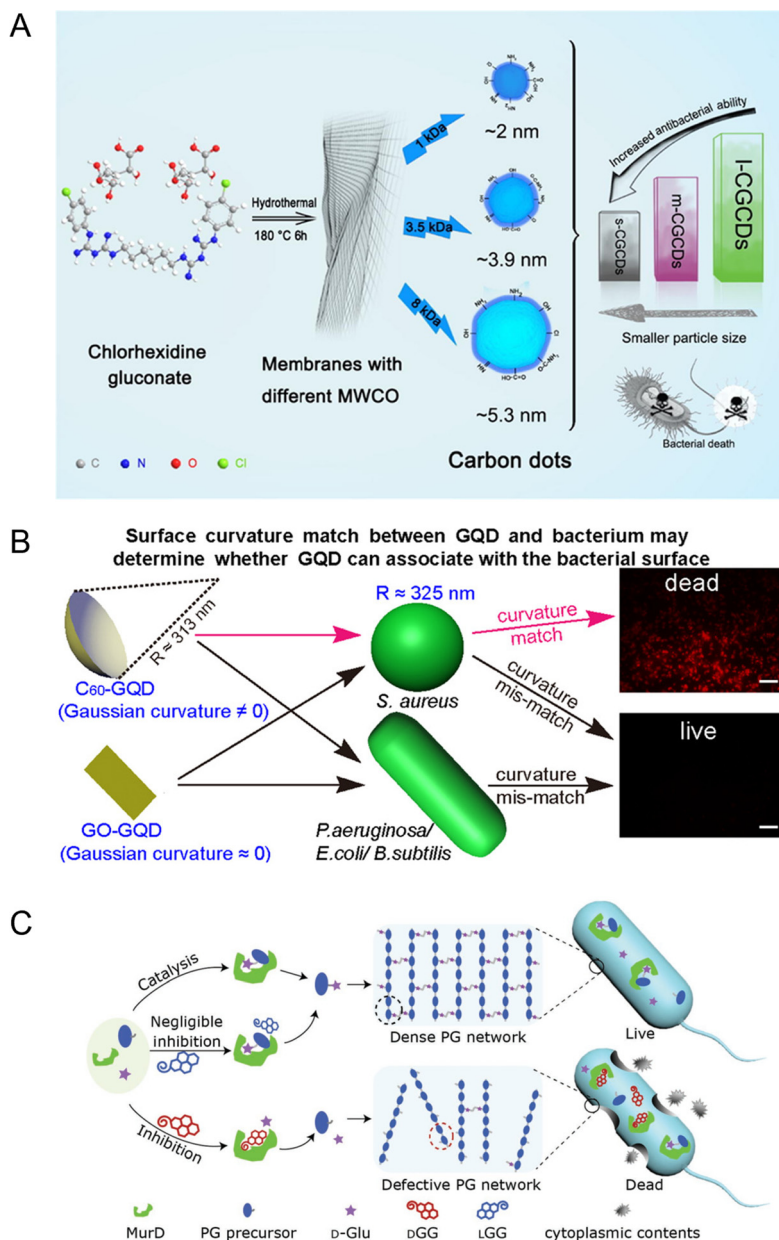 A
Chlorhexidine
gluconate
C
N
O
Cl
Hydrothermal
180 °C 6h
Membranes with
different MWCO
1 kDa
3.5 kDa
8 kDa
~2 nm
~3.9 nm
~5.3 nm
Carbon dots
Increased antibacterial ability
s-CGCDs
m-CGCDs
l-CGCDs
Smaller particle size
Bacterial death
B
Surface curvature match between GQD and bacterium may
determine whether GQD can associate with the bacterial surface
R ≈ 313 nm
C60-GQD
(Gaussian curvature ≠ 0)
GO-GQD
(Gaussian curvature ≈ 0)
R ≈ 325 nm
S. aureus
P.aeruginosa/
E.coli/ B.subtilis
curvature
match
curvature
mis-match
curvature
mis-match
dead
live
C
Catalysis
Negligible
inhibition
Inhibition
Dense PG network
Defective PG network
Live
Dead
MurD
PG precursor
D-Glu
DGG
LGG
cytoplasmic contents